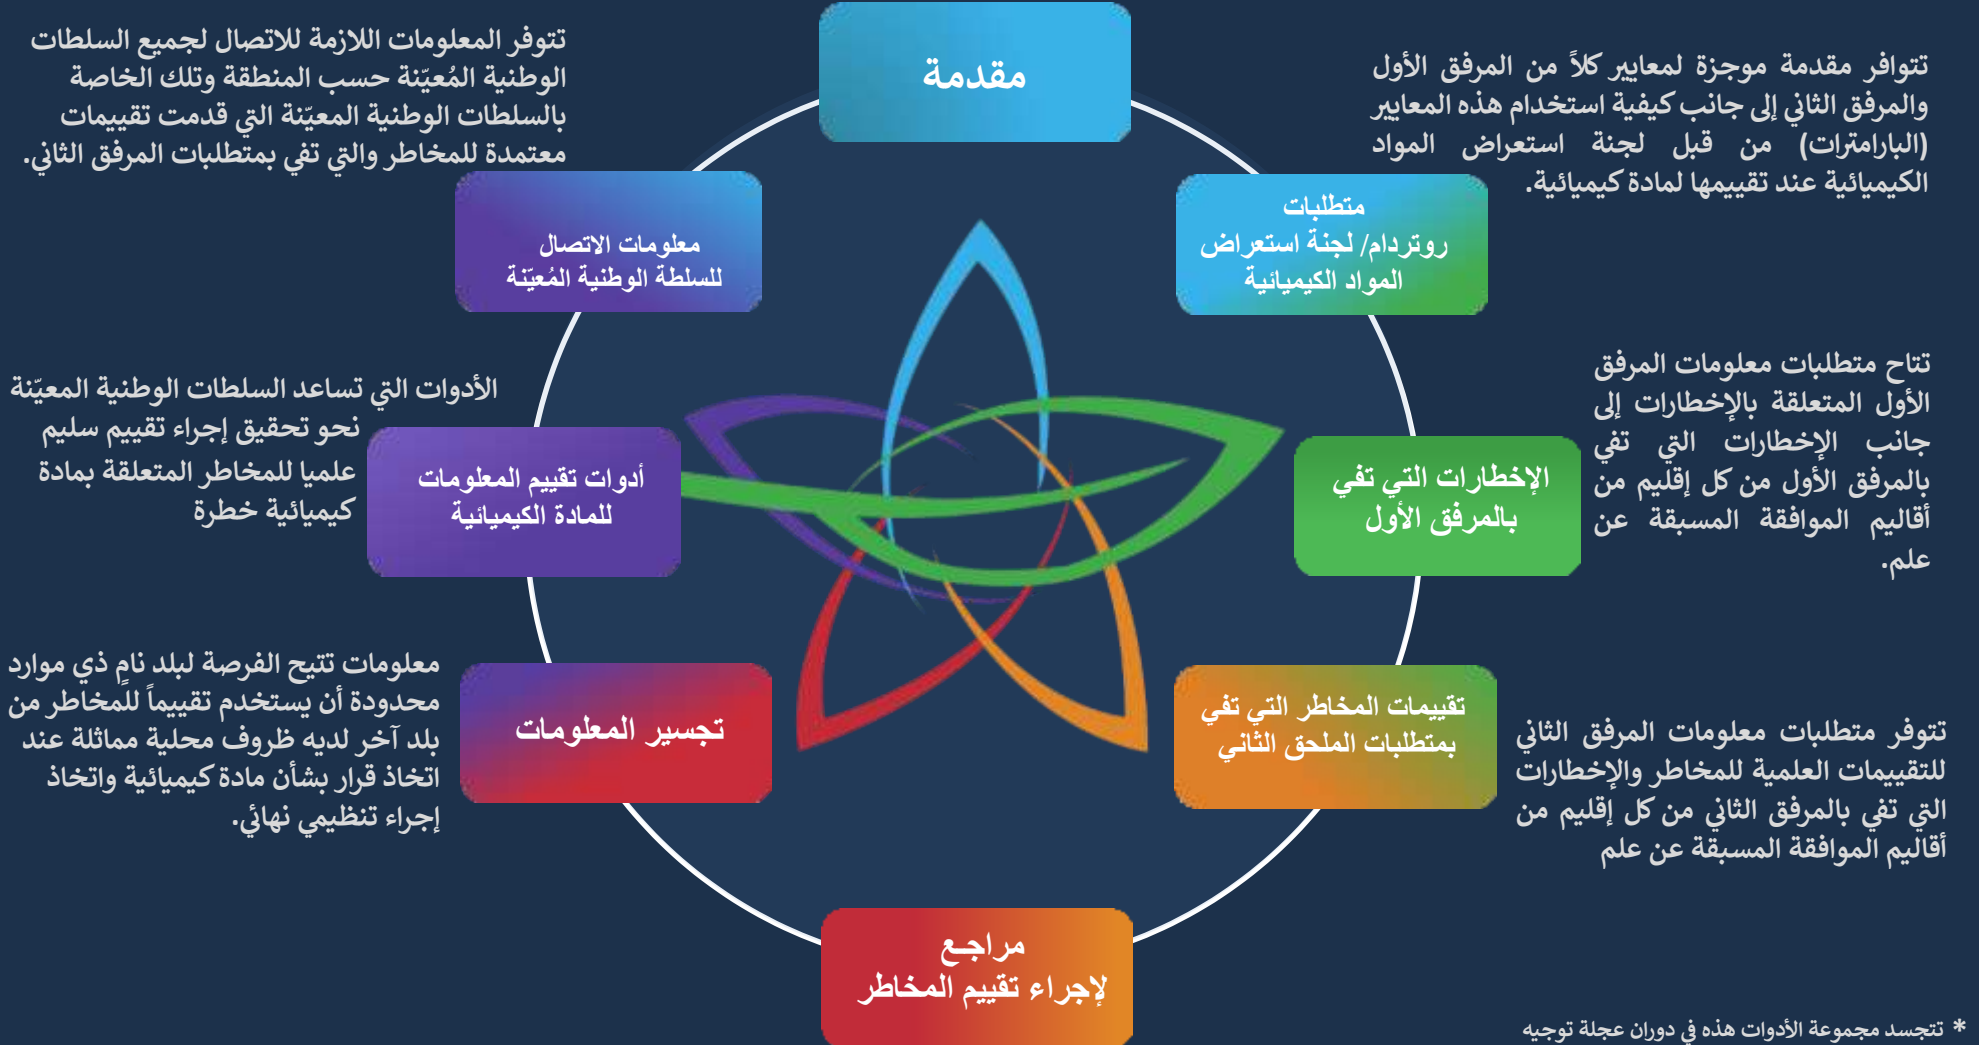 مقدمة
تتوافر مقدمة موجزة لمعايير كلاً من المرفق الأول
والمرفق الثاني إلى جانب كيفية استخدام هذه المعايير
(البارامترات) من قبل لجنة استعراض المواد
الكيميائية عند تقييمها لمادة كيميائية.
متطلبات
روتردام/ لجنة استعراض
المواد الكيميائية
تتاح متطلبات معلومات المرفق
الأول المتعلقة بالإخطارات إلى
جانب الإخطارات التي تفي
بالمرفق الأول من كل إقليم من
أقاليم الموافقة المسبقة عن
علم.
الإخطارات التي تفي
بالمرفق الأول
تتوفر متطلبات معلومات المرفق الثاني
للتقييمات العلمية للمخاطر والإخطارات
التي تفي بالمرفق الثاني من كل إقليم من
أقاليم الموافقة المسبقة عن علم
تقييمات المخاطر التي تفي
بمتطلبات الملحق الثاني
مراجع
لإجراء تقييم المخاطر
تجسير المعلومات
معلومات تتيح الفرصة لبلد نامٍ ذي موارد
محدودة أن يستخدم تقييماً للمخاطر من
بلد آخر لديه ظروف محلية مماثلة عند
اتخاذ قرار بشأن مادة كيميائية واتخاذ
إجراء تنظيمي نهائي.
أدوات تقييم المعلومات
للمادة الكيميائية
الأدوات التي تساعد السلطات الوطنية المعيّنة
نحو تحقيق إجراء تقييم سليم
علميا للمخاطر المتعلقة بمادة
كيميائية خطرة
معلومات الاتصال
للسلطة الوطنية المُعيّنة
تتوفر المعلومات اللازمة للاتصال لجميع السلطات
الوطنية المُعيّنة حسب المنطقة وتلك الخاصة
بالسلطات الوطنية المعيّنة التي قدمت تقييمات
معتمدة للمخاطر والتي تفي بمتطلبات المرفق الثاني.
* تتجسد مجموعة الأدوات هذه في دوران عجلة توجيه